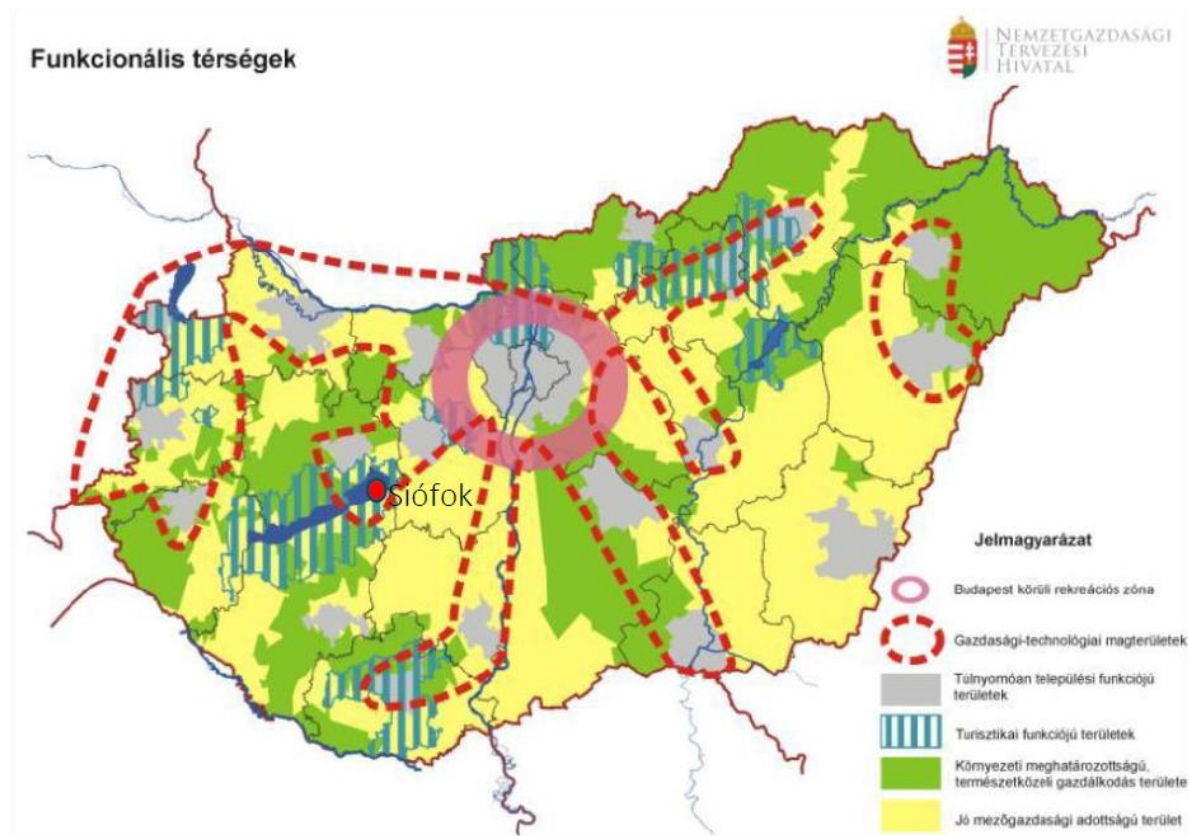 Funkcionális térségek
NEMZETGAZDASÁGI
TERVEZÉSI
HIVATAL
Siófok
Jelmagyarázat
Budapest körüli rekreációs zóna
Gazdasági-technológiai magterületek
Túlnyomóan települési funkciójú
területek
Turisztikai funkciójú területek
Környezeti meghatározottságú,
természetközeli gazdálkodás területe
Jó mezőgazdasági adottságú terület